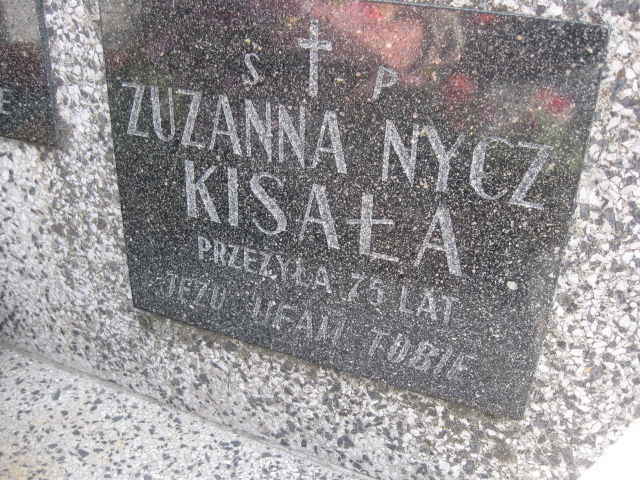 S P
ZUZANNA NYCZ
KISAŁA
PRZEŻYŁA 75 LAT
JEZU UFAM TOBIE